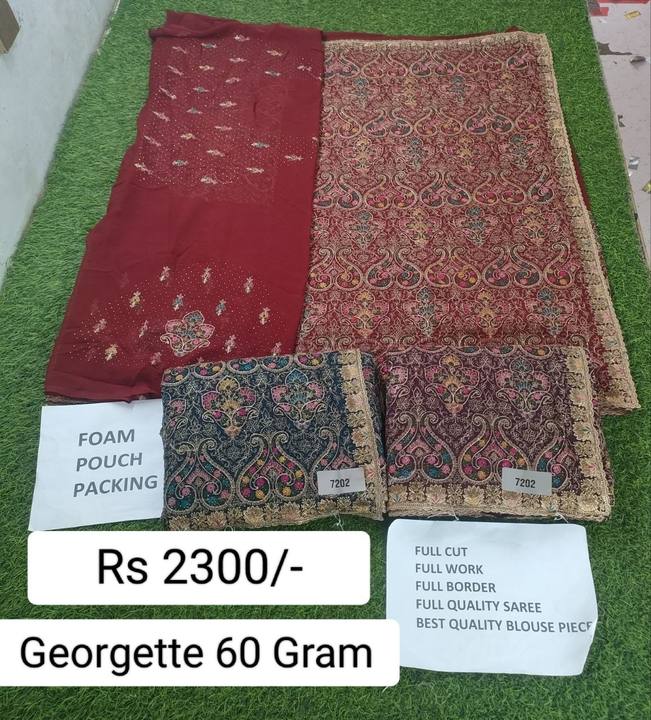 FOAM
POUCH
PACKING
7202
7202
Rs 2300/-
Georgette 60 Gram
FULL CUT
FULL WORK
FULL BORDER
FULL QUALITY SAREE
BEST QUALITY BLOUSE PIECE